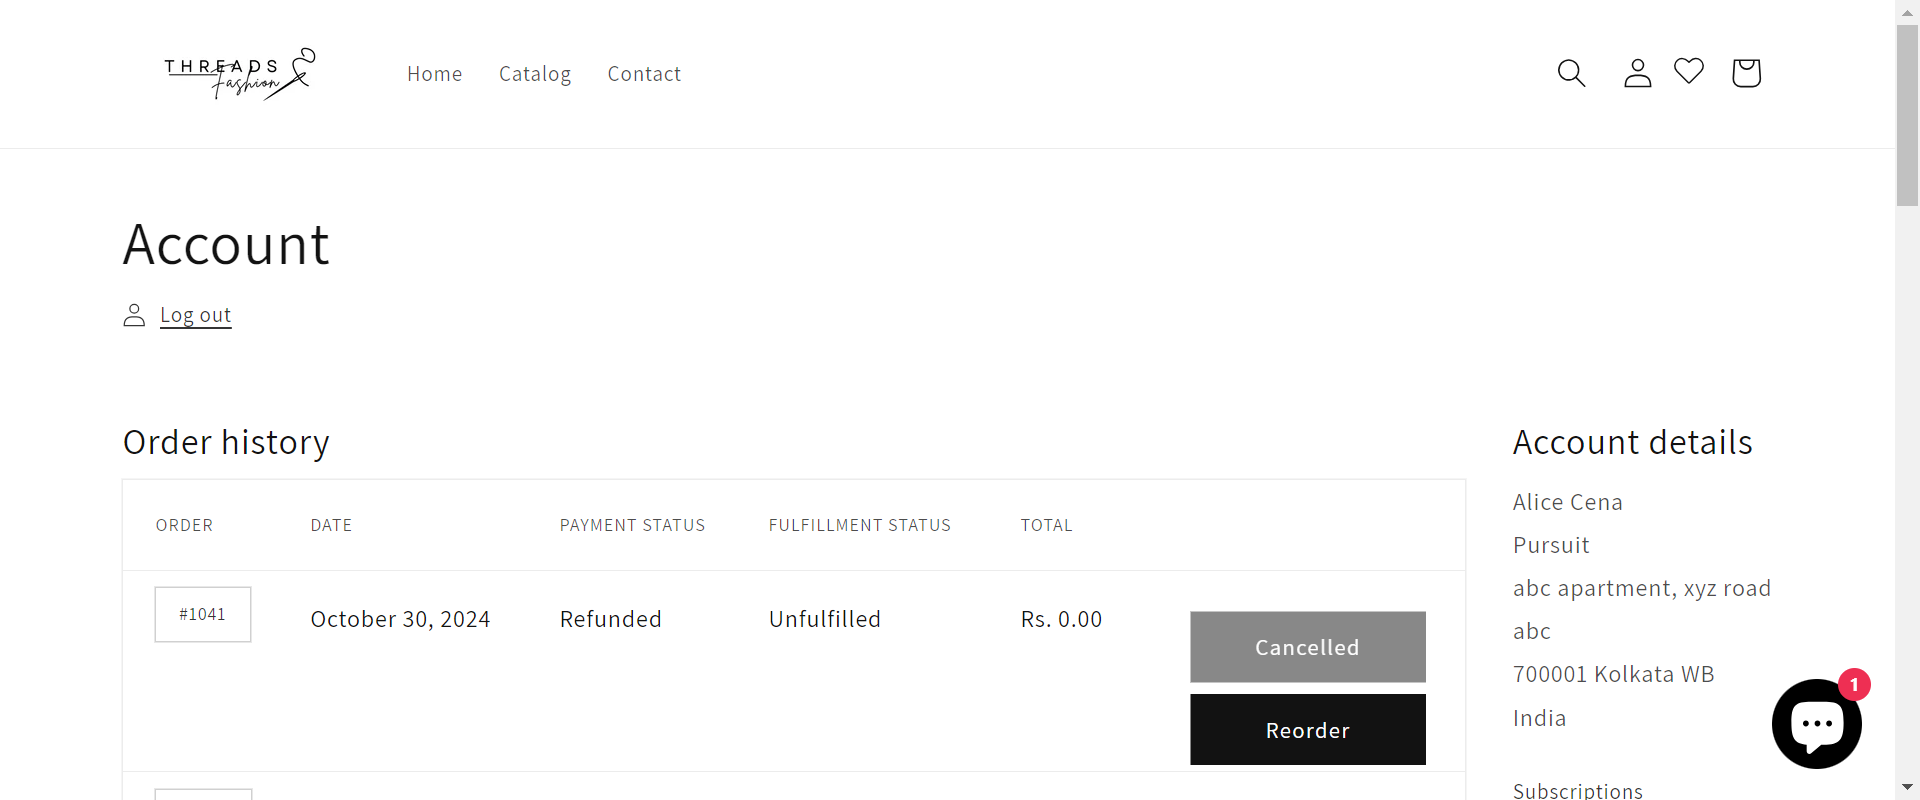 THREADS
Fashion
Home Catalog Contact
Account
Log out
Order history
ORDER DATE PAYMENT STATUS FULFILLMENT STATUS TOTAL
#1041 October 30, 2024 Refunded Unfulfilled Rs. 0.00
Cancelled
Reorder
Account details
Alice Cena
Pursuit
abc apartment, xyz road
abc
700001 Kolkata WB
India
1
Subscriptions